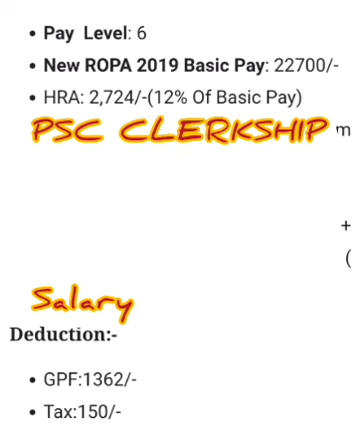 • Pay Level: 6
• New ROPA 2019 Basic Pay: 22700/-
• HRA: 2,724/-(12% Of Basic Pay)
PSC CLERKSHIP m
+
(
Salary
Deduction:-
• GPF:1362/-
• Tax:150/-